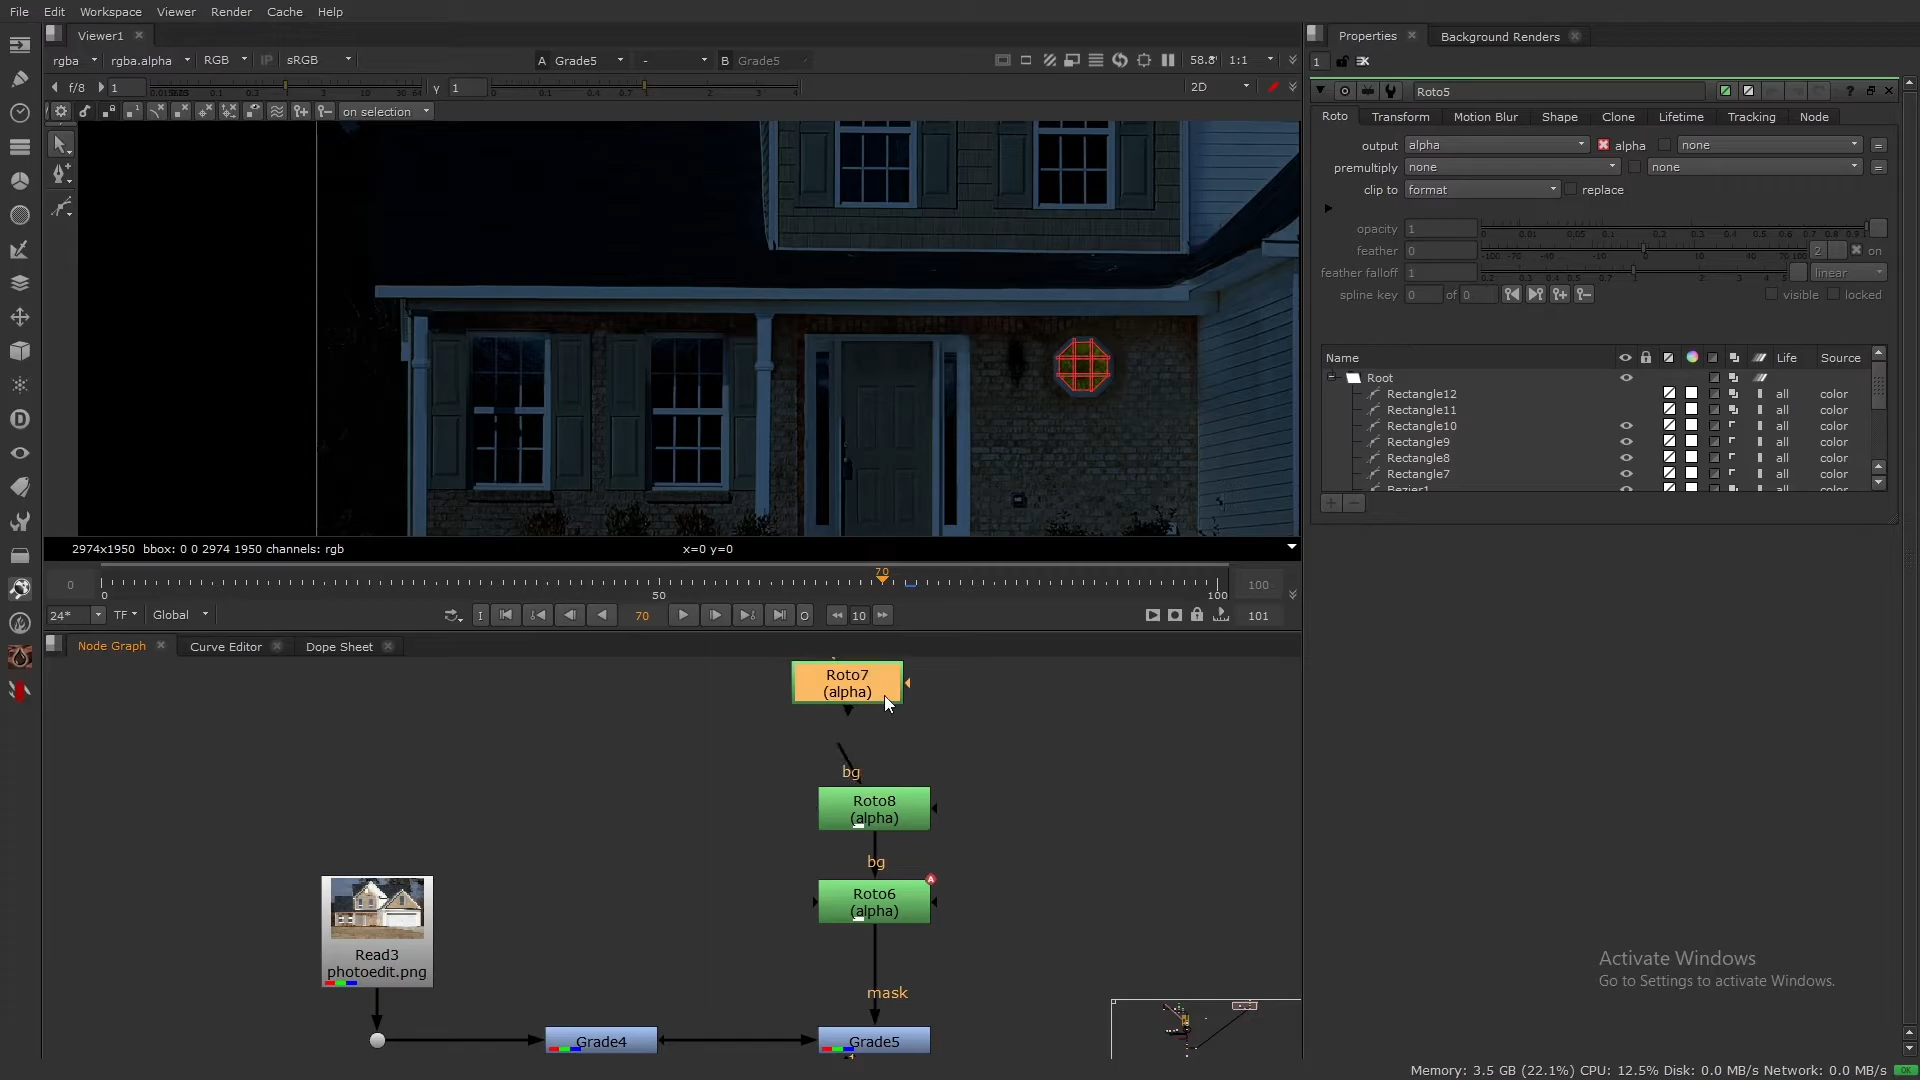 File Edit Workspace Viewer Render Cache Help
Viewer1
rgba rgba.alpha RGB IP sRGB A Grade5 - B Grade5 58.8 1:1
f/8 1 γ 1 2D
on selection
2974x1950 bbox: 0 0 2974 1950 channels: rgb x=0 y=0
0 0 50 70 100 100
24* TF Global I 70 O 10 101
Node Graph Curve Editor Dope Sheet
Roto7
(alpha)
bg
Roto8
(alpha)
bg
A
Roto6
(alpha)
Read3
photoedit.png
mask
Grade4
Grade5
Properties Background Renders
1
Roto5
Roto Transform Motion Blur Shape Clone Lifetime Tracking Node
output alpha alpha none =
premultiply none none =
clip to format replace
opacity 1
feather 0 2 on
feather falloff 1 linear
spline key 0 of 0 visible locked
Name Life Source
Root
Rectangle12 all color
Rectangle11 all color
Rectangle10 all color
Rectangle9 all color
Rectangle8 all color
Rectangle7 all color
Bezier1 all color
Activate Windows
Go to Settings to activate Windows.
Memory: 3.5 GB (22.1%) CPU: 12.5% Disk: 0.0 MB/s Network: 0.0 MB/s OK